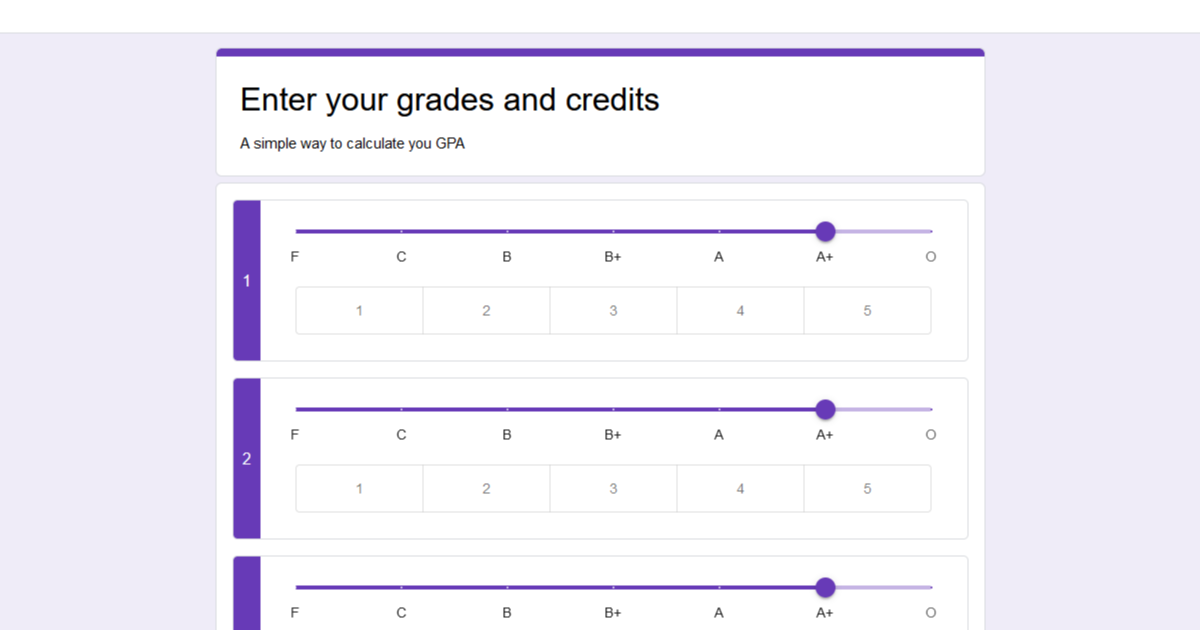 Enter your grades and credits
A simple way to calculate you GPA
1
F C B B+ A A+ O
1 2 3 4 5
2
F C B B+ A A+ O
1 2 3 4 5
F C B B+ A A+ O